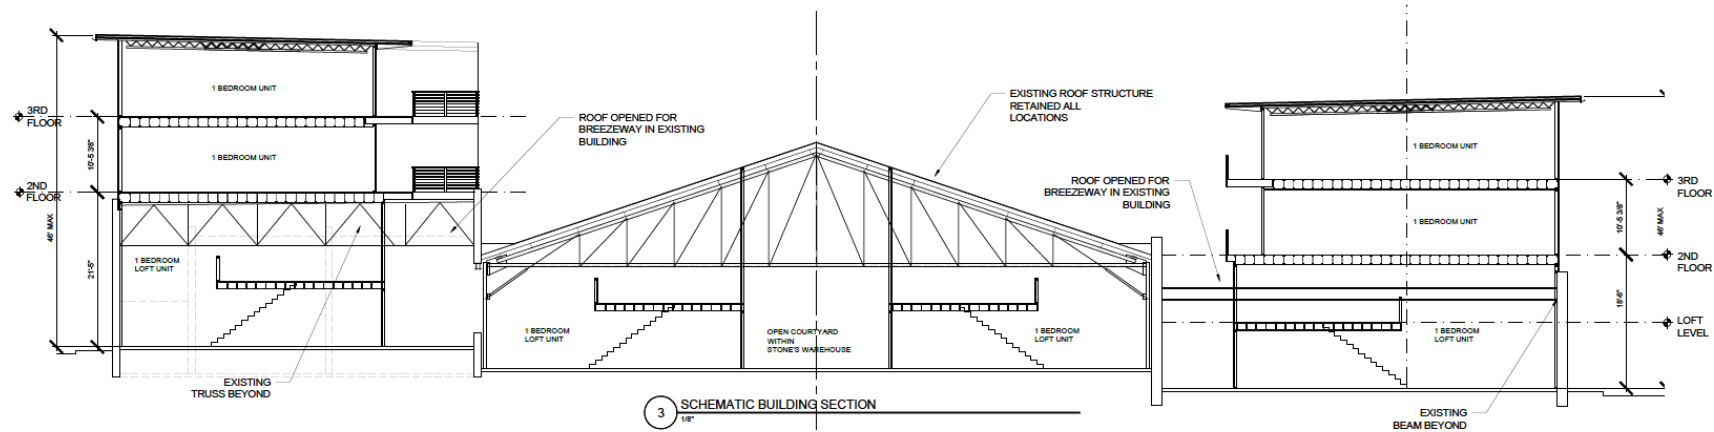 1 BEDROOM UNIT
3RD
FLOOR
10'-5 3/8"
1 BEDROOM UNIT
2ND
FLOOR
46' MAX
21'-5"
1 BEDROOM
LOFT UNIT
EXISTING
TRUSS BEYOND
ROOF OPENED FOR
BREEZEWAY IN EXISTING
BUILDING
EXISTING ROOF STRUCTURE
RETAINED ALL
LOCATIONS
1 BEDROOM
LOFT UNIT
OPEN COURTYARD
WITHIN
STONE'S WAREHOUSE
1 BEDROOM
LOFT UNIT
3
SCHEMATIC BUILDING SECTION
1/8"
ROOF OPENED FOR
BREEZEWAY IN EXISTING
BUILDING
1 BEDROOM UNIT
3RD
FLOOR
10'-5 3/8"
46' MAX
1 BEDROOM UNIT
2ND
FLOOR
18'-6"
LOFT
LEVEL
1 BEDROOM
LOFT UNIT
EXISTING
BEAM BEYOND